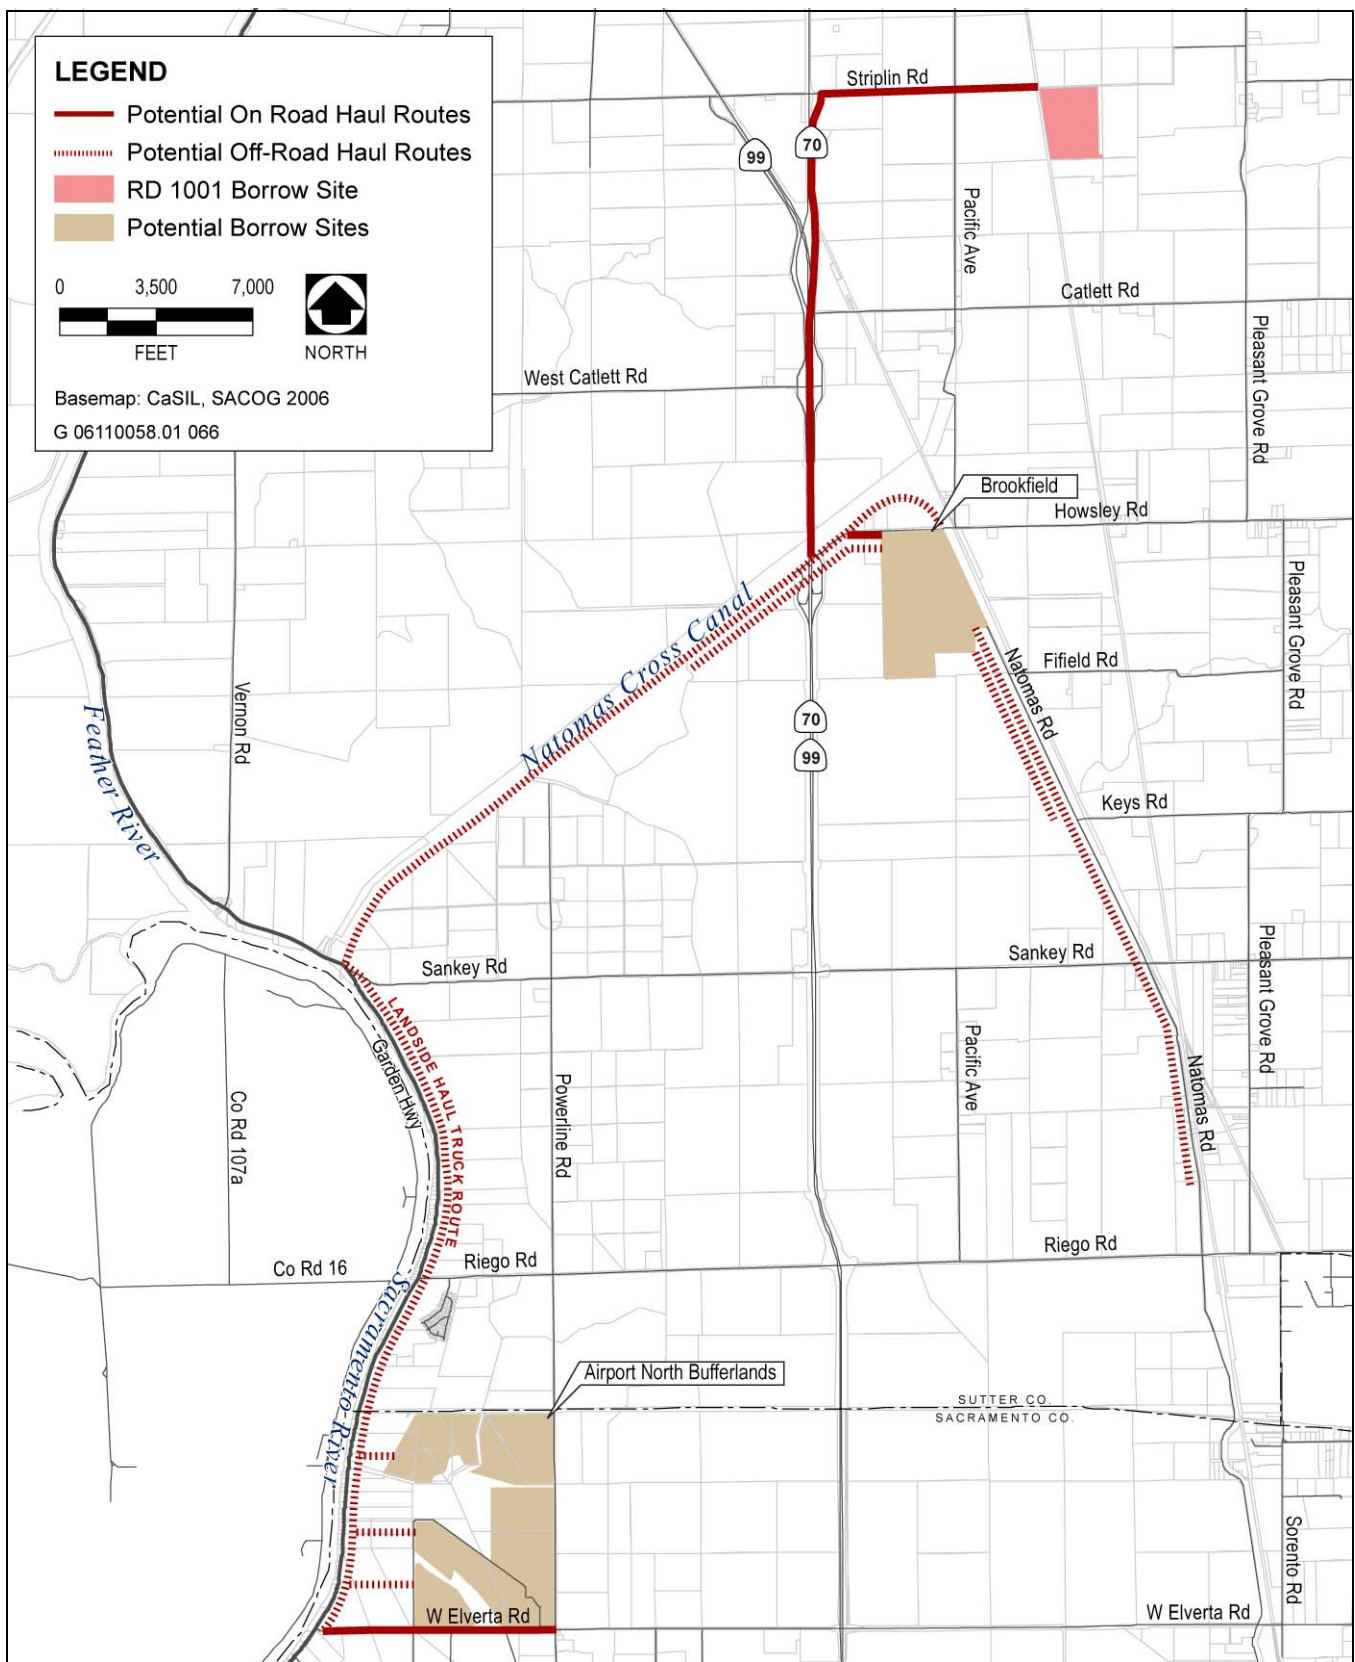 LEGEND
Potential On Road Haul Routes
Potential Off-Road Haul Routes
RD 1001 Borrow Site
Potential Borrow Sites
0 3,500 7,000
FEET
NORTH
Basemap: CaSIL, SACOG 2006
G 06110058.01 066
Striplin Rd
99
70
Pacific Ave
Catlett Rd
Pleasant Grove Rd
West Catlett Rd
Brookfield
Howsley Rd
Pleasant Grove Rd
Natomas Cross Canal
Fifield Rd
Natomas Rd
Vernon Rd
Feather River
70
99
Keys Rd
Sankey Rd
Sankey Rd
Pleasant Grove Rd
LANDSIDE HAUL TRUCK ROUTE
Garden Hwy
Pacific Ave
Natomas Rd
Powerline Rd
Co Rd 107a
Riego Rd
Riego Rd
Co Rd 16
Sacramento River
Airport North Bufferlands
SUTTER CO.
SACRAMENTO CO.
Sorento Rd
W Elverta Rd
W Elverta Rd